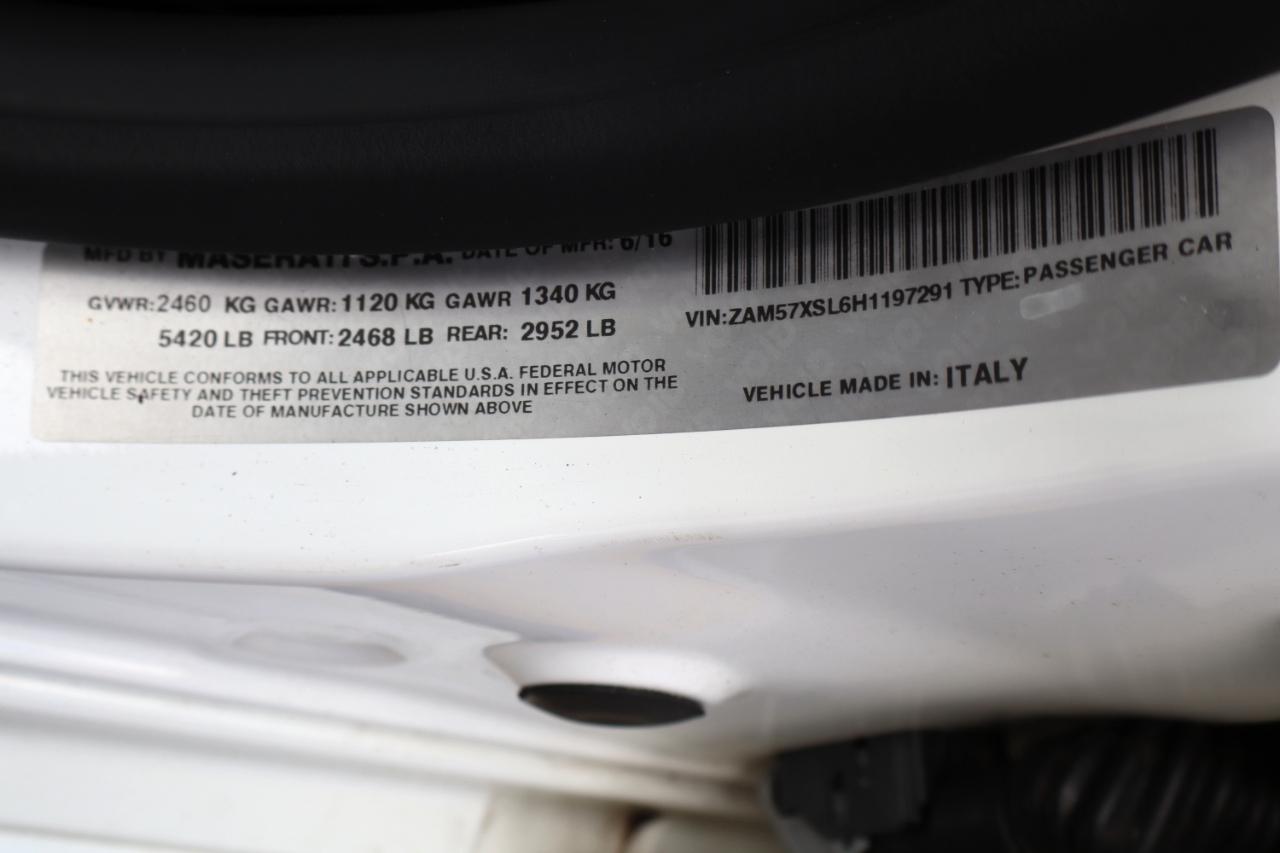 MFD BY MASERATI S.P.A. DATE OF MFR: 6/16
GVWR:2460 KG GAWR:1120 KG GAWR 1340 KG
5420 LB FRONT:2468 LB REAR: 2952 LB
THIS VEHICLE CONFORMS TO ALL APPLICABLE U.S.A. FEDERAL MOTOR
VEHICLE SAFETY AND THEFT PREVENTION STANDARDS IN EFFECT ON THE
DATE OF MANUFACTURE SHOWN ABOVE
VIN:ZAM57XSL6H1197291 TYPE:PASSENGER CAR
VEHICLE MADE IN: ITALY